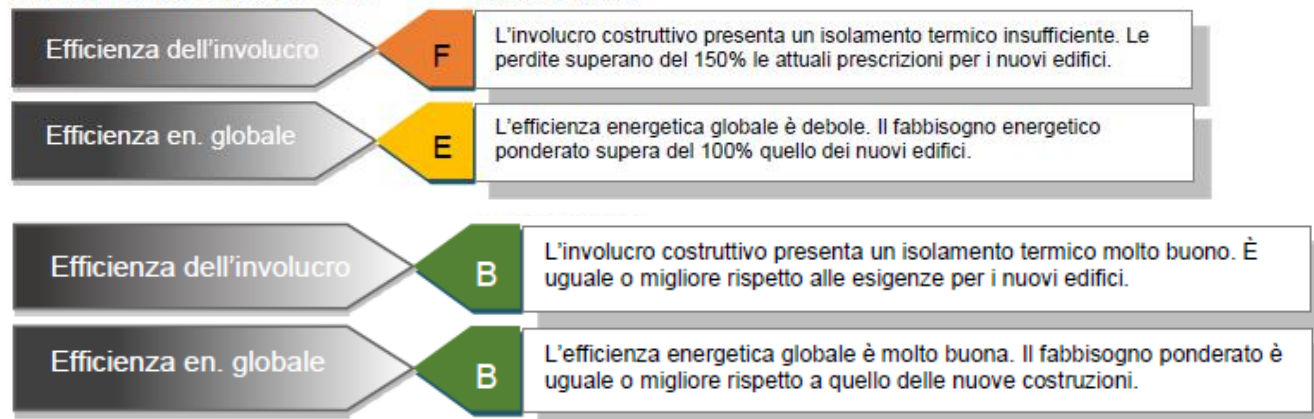 Efficienza dell'involucro
F
L'involucro costruttivo presenta un isolamento termico insufficiente. Le
perdite superano del 150% le attuali prescrizioni per i nuovi edifici.
Efficienza en. globale
E
L'efficienza energetica globale è debole. Il fabbisogno energetico
ponderato supera del 100% quello dei nuovi edifici.
Efficienza dell'involucro
B
L'involucro costruttivo presenta un isolamento termico molto buono. È
uguale o migliore rispetto alle esigenze per i nuovi edifici.
Efficienza en. globale
B
L'efficienza energetica globale è molto buona. Il fabbisogno ponderato è
uguale o migliore rispetto a quello delle nuove costruzioni.